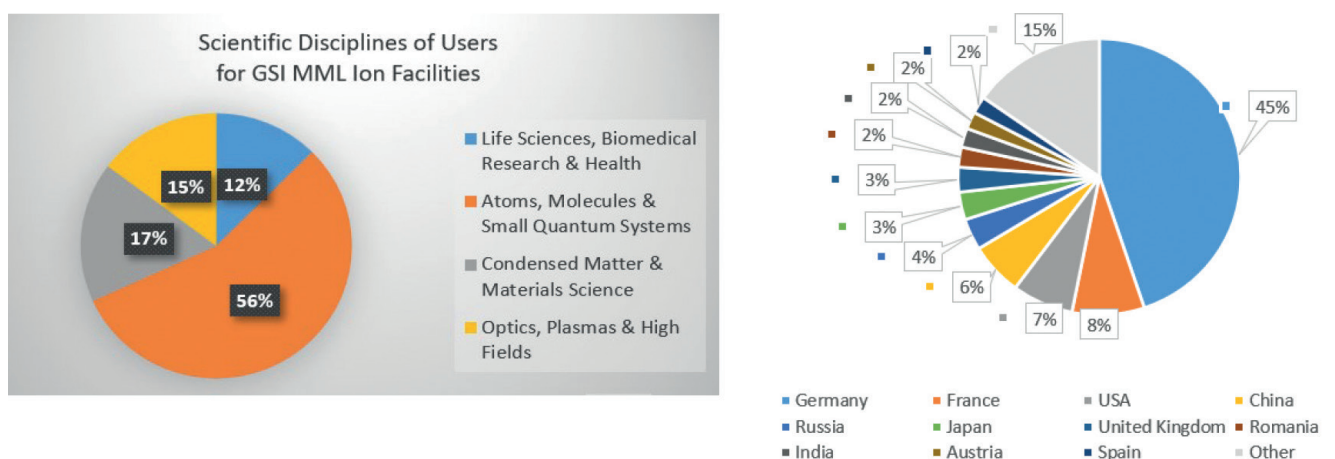 Scientific Disciplines of Users
for GSI MML Ion Facilities
15%
12%
17%
56%
Life Sciences, Biomedical
Research & Health
Atoms, Molecules &
Small Quantum Systems
Condensed Matter &
Materials Science
Optics, Plasmas & High
Fields
15%
2%
2%
2%
2%
3%
3%
4%
6%
7%
8%
45%
Germany France USA China
Russia Japan United Kingdom Romania
India Austria Spain Other